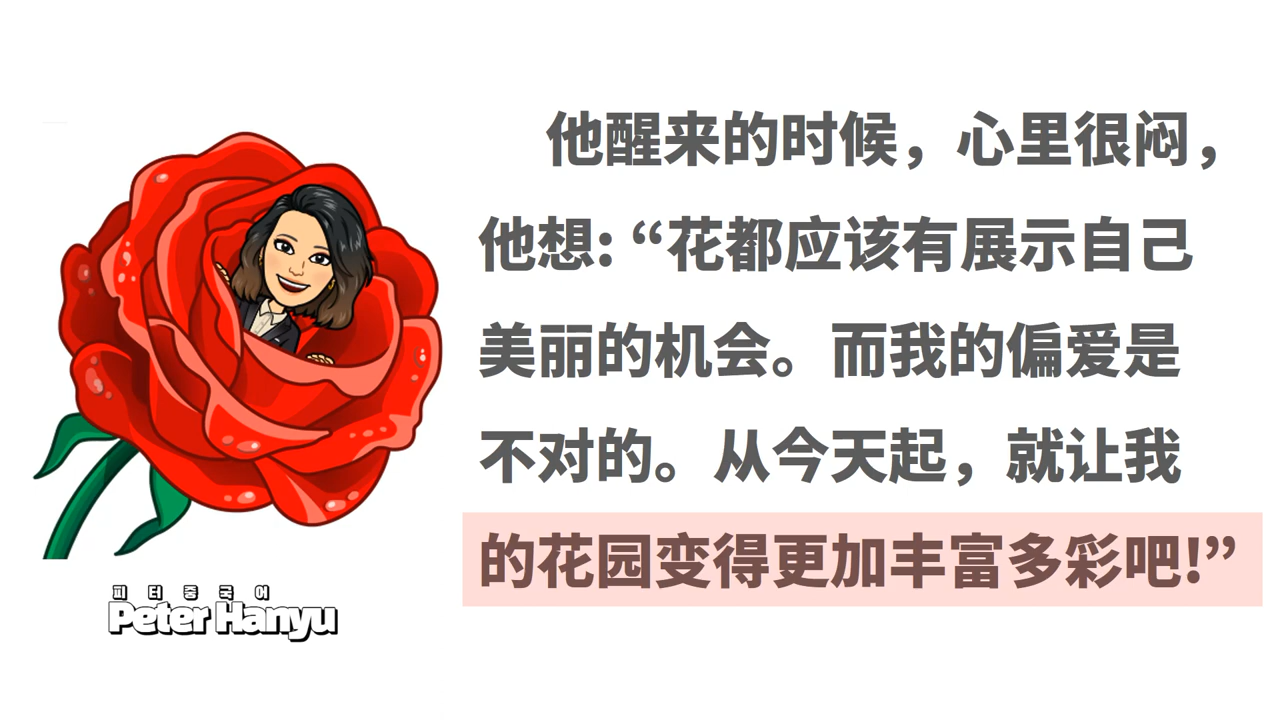 他醒来的时候，心里很闷，
他想: “花都应该有展示自己
美丽的机会。而我的偏爱是
不对的。从今天起，就让我
的花园变得更加丰富多彩吧!”
피터중국어
Peter Hanyu